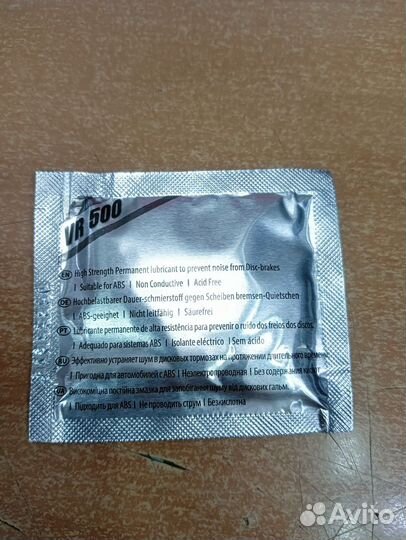 VR 500
EN High Strength Permanent lubricant to prevent noise from Disc-brakes.
| Suitable for ABS | Non Conductive | Acid Free
DE Hochbelastbarer Dauer-schmierstoff gegen Scheiben bremsen-Quietschen
| ABS-geeignet | Nicht leitfähig | Säurefrei
PT Lubricante permanente de alta resistência para prevenir o ruído dos freios dos discos.
| Adequado para sistemas ABS | Isolante eléctrico | Sem ácido
RU Эффективно устраняет шум в дисковых тормозах на протяжении длительного времени.
| Пригодна для автомобилей с ABS | Неэлектропроводная | Без содержания кислот
UA Високоміцна постійна змазка для запобігання шуму від дискових гальм.
| Підходить для ABS | Не проводить струм | Безкислотна
Avito